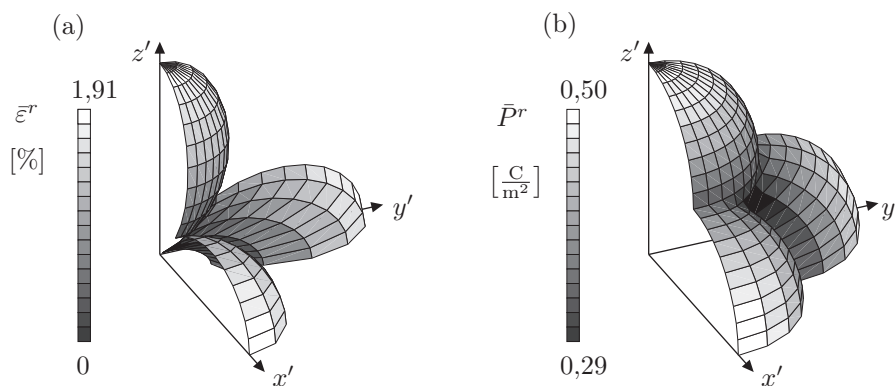 (a)
z′
1,91
ε̄ʳ
[%]
0
y′
x′
(b)
z′
0,50
P̄ʳ
[C/m²]
0,29
y
x′